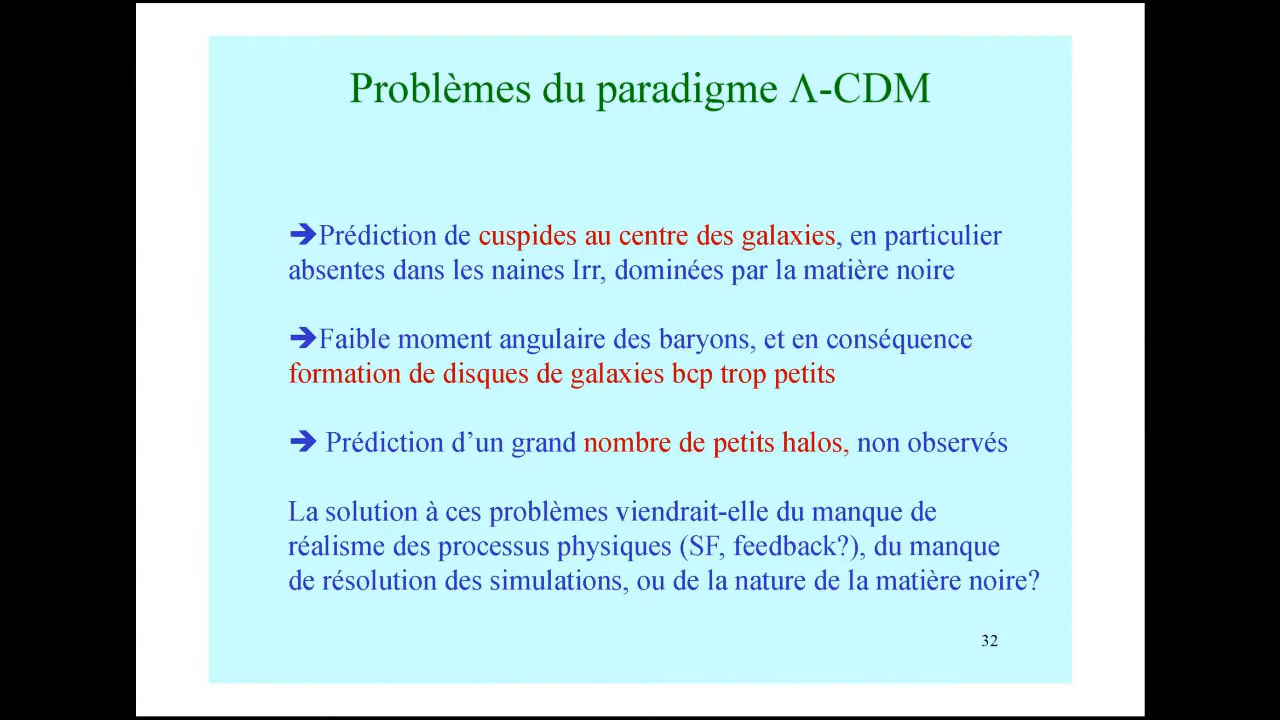 Problèmes du paradigme Λ-CDM
➔Prédiction de cuspides au centre des galaxies, en particulier
absentes dans les naines Irr, dominées par la matière noire
➔Faible moment angulaire des baryons, et en conséquence
formation de disques de galaxies bcp trop petits
➔ Prédiction d’un grand nombre de petits halos, non observés
La solution à ces problèmes viendrait-elle du manque de
réalisme des processus physiques (SF, feedback?), du manque
de résolution des simulations, ou de la nature de la matière noire?
32